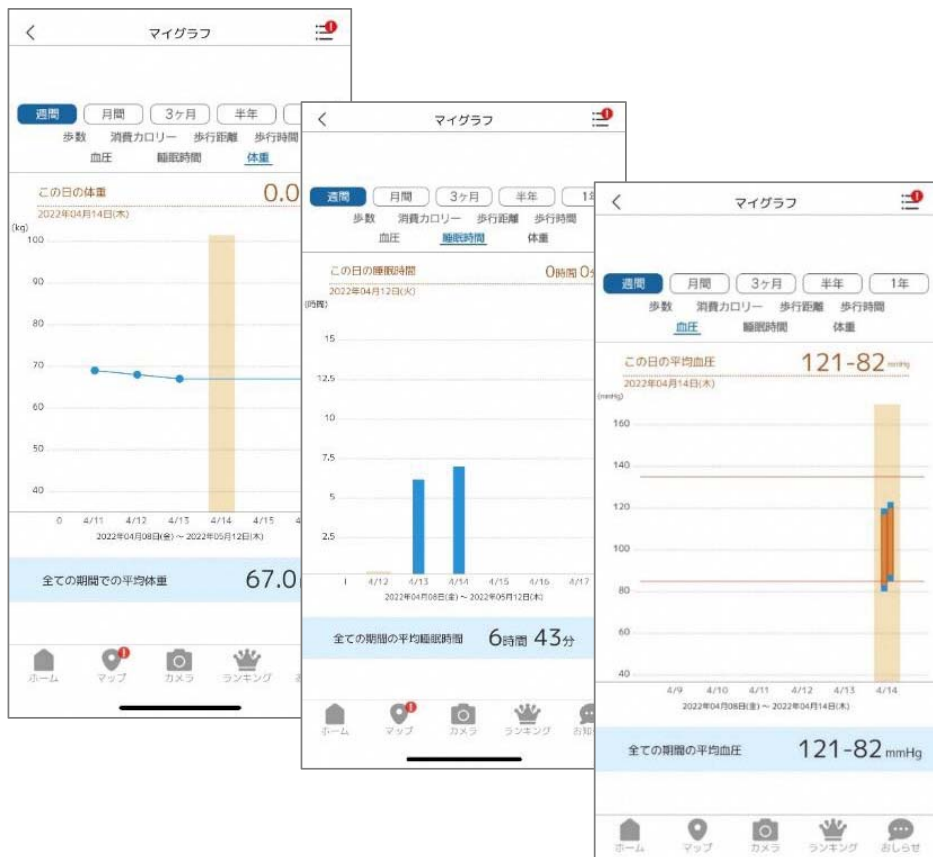 マイグラフ
週間 月間 3ヶ月 半年
歩数 消費カロリー 歩行距離 歩行時間
血圧 睡眠時間 体重
この日の体重 0.0
2022年04月14日(木)
(kg)
100
90
80
70
60
50
40
0 4/11 4/12 4/13 4/14 4/15 4
2022年04月08日(金)～2022年05月12日(木)
全ての期間での平均体重 67.0
ホーム マップ カメラ ランキング お
マイグラフ
週間 月間 3ヶ月 半年 1年
歩数 消費カロリー 歩行距離 歩行時間
血圧 睡眠時間 体重
この日の睡眠時間 0時間 0分
2022年04月12日(火)
(時間)
15
12.5
10
7.5
5
2.5
4/12 4/13 4/14 4/15 4/16 4/17
2022年04月08日(金)～2022年05月12日(木)
全ての期間の平均睡眠時間 6時間 43分
ホーム マップ カメラ ランキング お知
マイグラフ
週間 月間 3ヶ月 半年 1年
歩数 消費カロリー 歩行距離 歩行時間
血圧 睡眠時間 体重
この日の平均血圧 121-82 mmHg
2022年04月14日(木)
(mmHg)
160
140
120
100
80
60
40
4/9 4/10 4/11 4/12 4/13 4/14
2022年04月08日(金)～2022年04月14日(木)
全ての期間の平均血圧 121-82 mmHg
ホーム マップ カメラ ランキング おしらせ